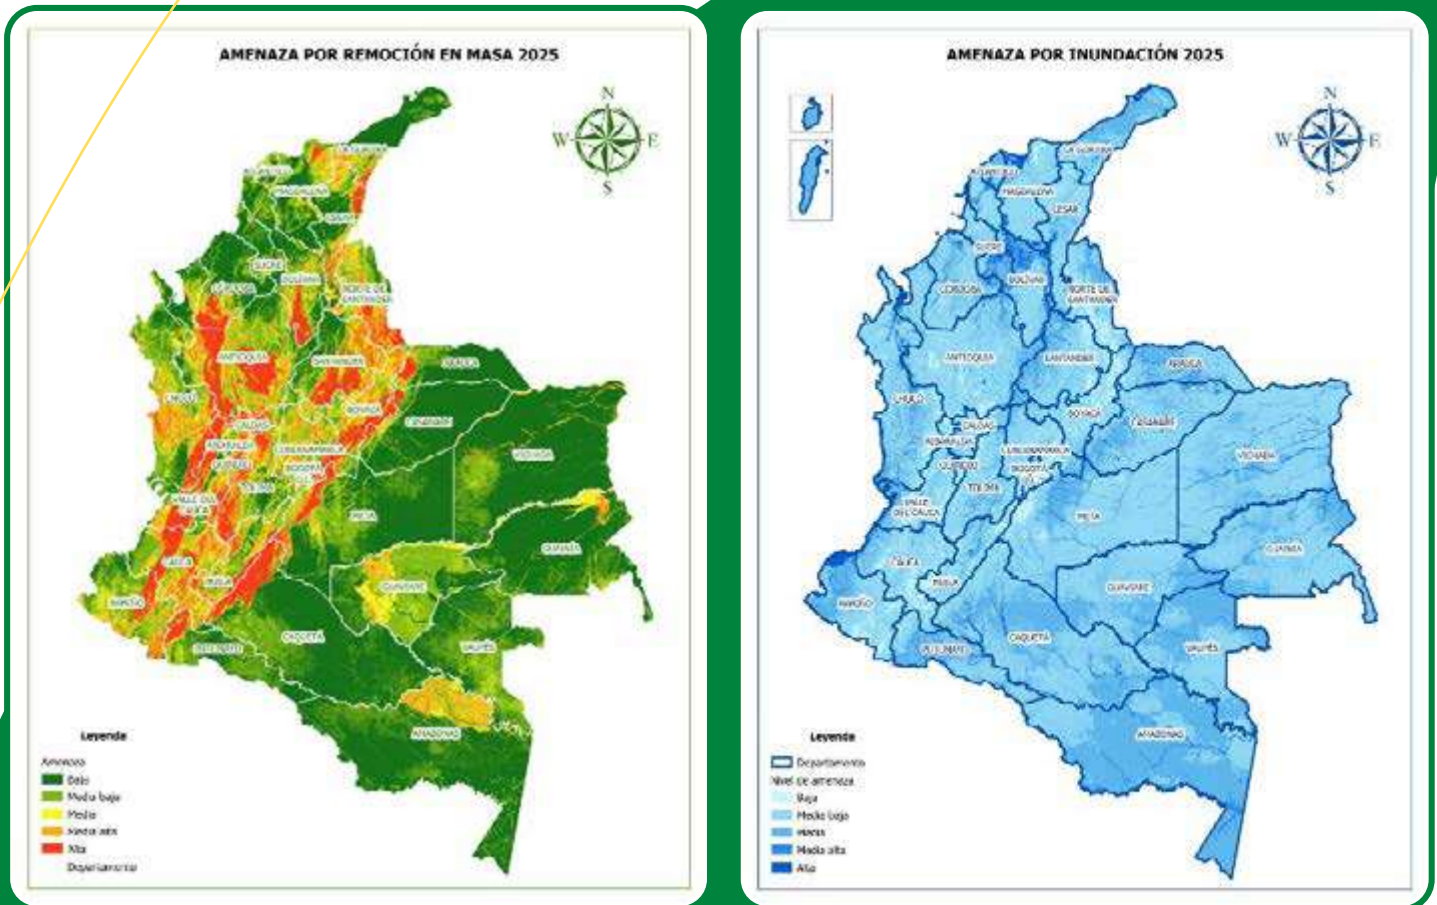 AMENAZA POR REMOCIÓN EN MASA 2025
N
W
E
S
LA GUAJIRA
ATLÁNTICO
MAGDALENA
CESAR
SUCRE
BOLÍVAR
CÓRDOBA
NORTE DE
SANTANDER
ANTIOQUIA
SANTANDER
ARAUCA
CHOCÓ
BOYACÁ
CASANARE
CALDAS
RISARALDA
CUNDINAMARCA
VICHADA
QUINDÍO
BOGOTÁ
TOLIMA
VALLE DEL
CAUCA
META
GUAINÍA
CAUCA
HUILA
GUAVIARE
NARIÑO
CAQUETÁ
PUTUMAYO
VAUPÉS
AMAZONAS
Leyenda
Amenaza
Baja
Media baja
Media
Media alta
Alta
Departamento
AMENAZA POR INUNDACIÓN 2025
N
W
E
S
LA GUAJIRA
ATLÁNTICO
MAGDALENA
CESAR
SUCRE
BOLÍVAR
CÓRDOBA
NORTE DE
SANTANDER
ANTIOQUIA
SANTANDER
ARAUCA
CHOCÓ
BOYACÁ
CASANARE
CALDAS
RISARALDA
CUNDINAMARCA
VICHADA
QUINDÍO
BOGOTÁ
TOLIMA
VALLE
DEL CAUCA
META
GUAINÍA
CAUCA
HUILA
GUAVIARE
NARIÑO
CAQUETÁ
PUTUMAYO
VAUPÉS
AMAZONAS
Leyenda
Departamento
Nivel de amenaza
Baja
Media baja
Media
Media alta
Alta